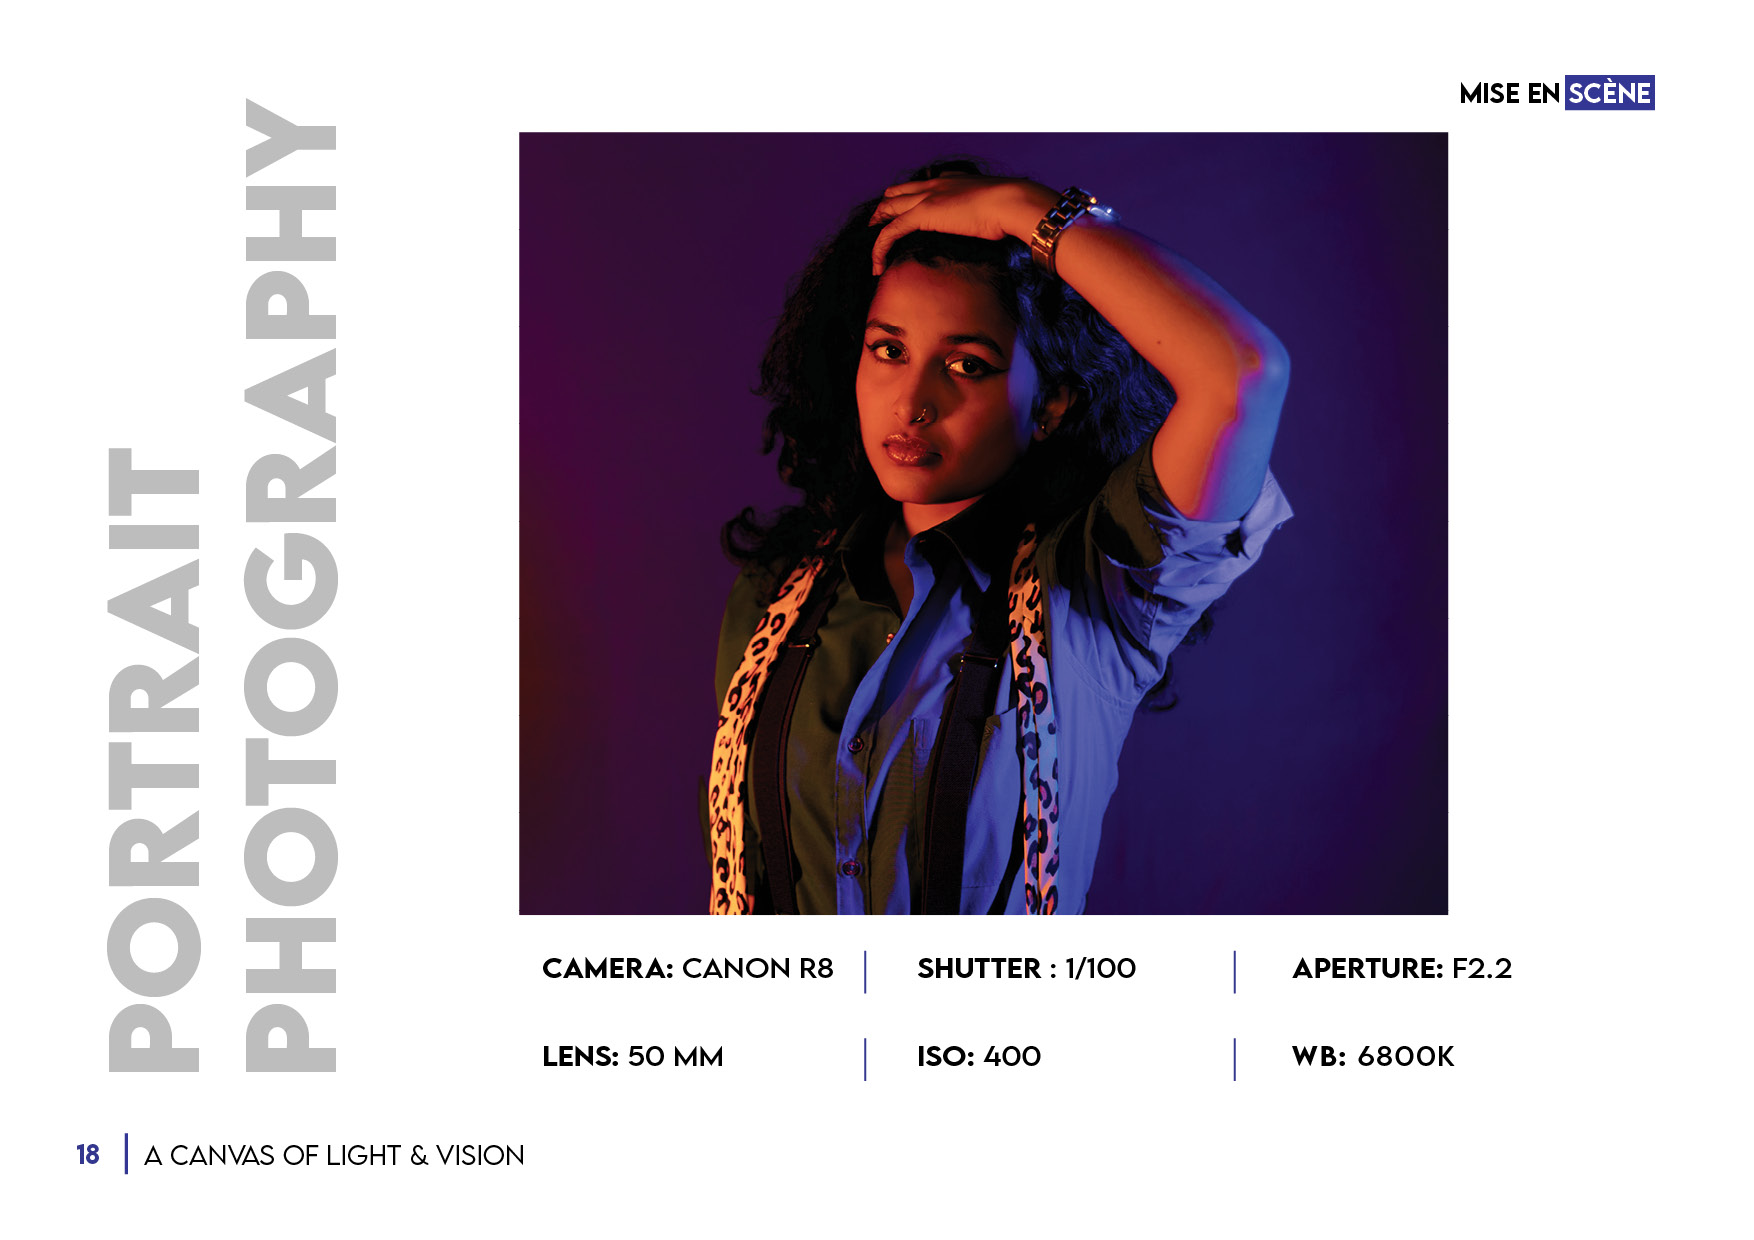 MISE EN SCÈNE
PORTRAIT
PHOTOGRAPHY
CAMERA: CANON R8
SHUTTER : 1/100
APERTURE: F2.2
LENS: 50 MM
ISO: 400
WB: 6800K
18
A CANVAS OF LIGHT & VISION